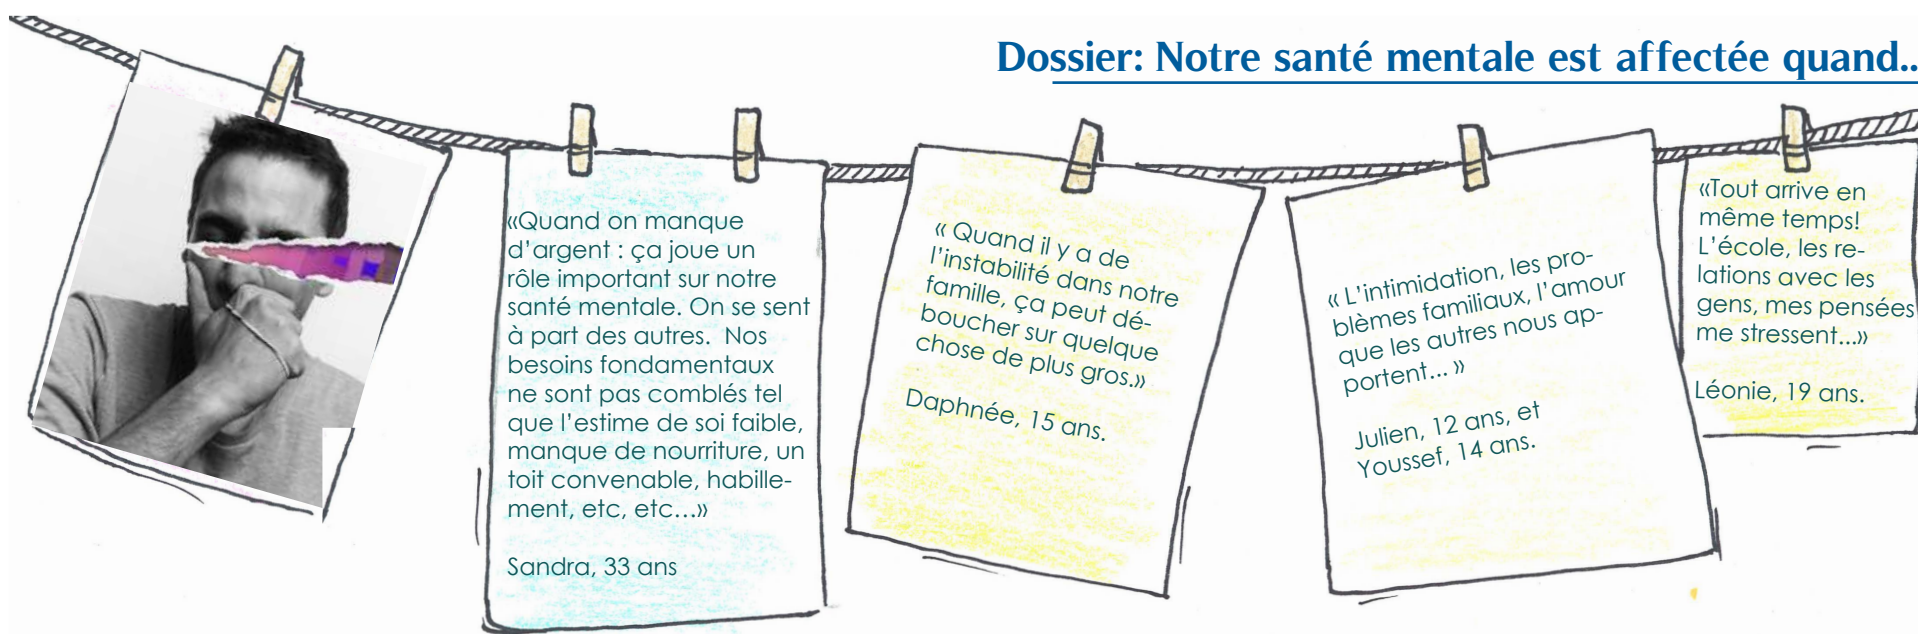 Dossier: Notre santé mentale est affectée quand..
«Quand on manque
d'argent : ça joue un
rôle important sur notre
santé mentale. On se sent
à part des autres.  Nos
besoins fondamentaux
ne sont pas comblés tel
que l'estime de soi faible,
manque de nourriture, un
toit convenable, habille-
ment, etc, etc...»
Sandra, 33 ans
« Quand il y a de
l'instabilité dans notre
famille, ça peut dé-
boucher sur quelque
chose de plus gros.»
Daphnée, 15 ans.
« L'intimidation, les pro-
blèmes familiaux, l'amour
que les autres nous ap-
portent... »
Julien, 12 ans, et
Youssef, 14 ans.
«Tout arrive en
même temps!
L'école, les re-
lations avec les
gens, mes pensées
me stressent...»
Léonie, 19 ans.